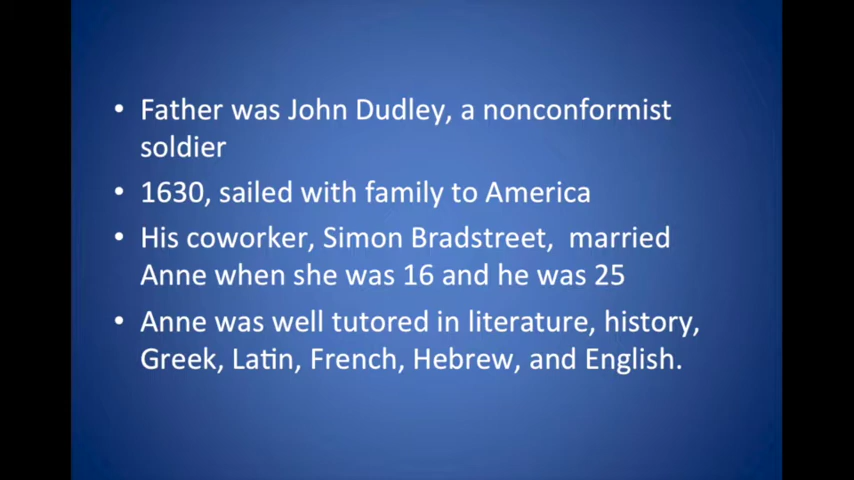 • Father was John Dudley, a nonconformist
soldier
• 1630, sailed with family to America
• His coworker, Simon Bradstreet,  married
Anne when she was 16 and he was 25
• Anne was well tutored in literature, history,
Greek, Latin, French, Hebrew, and English.